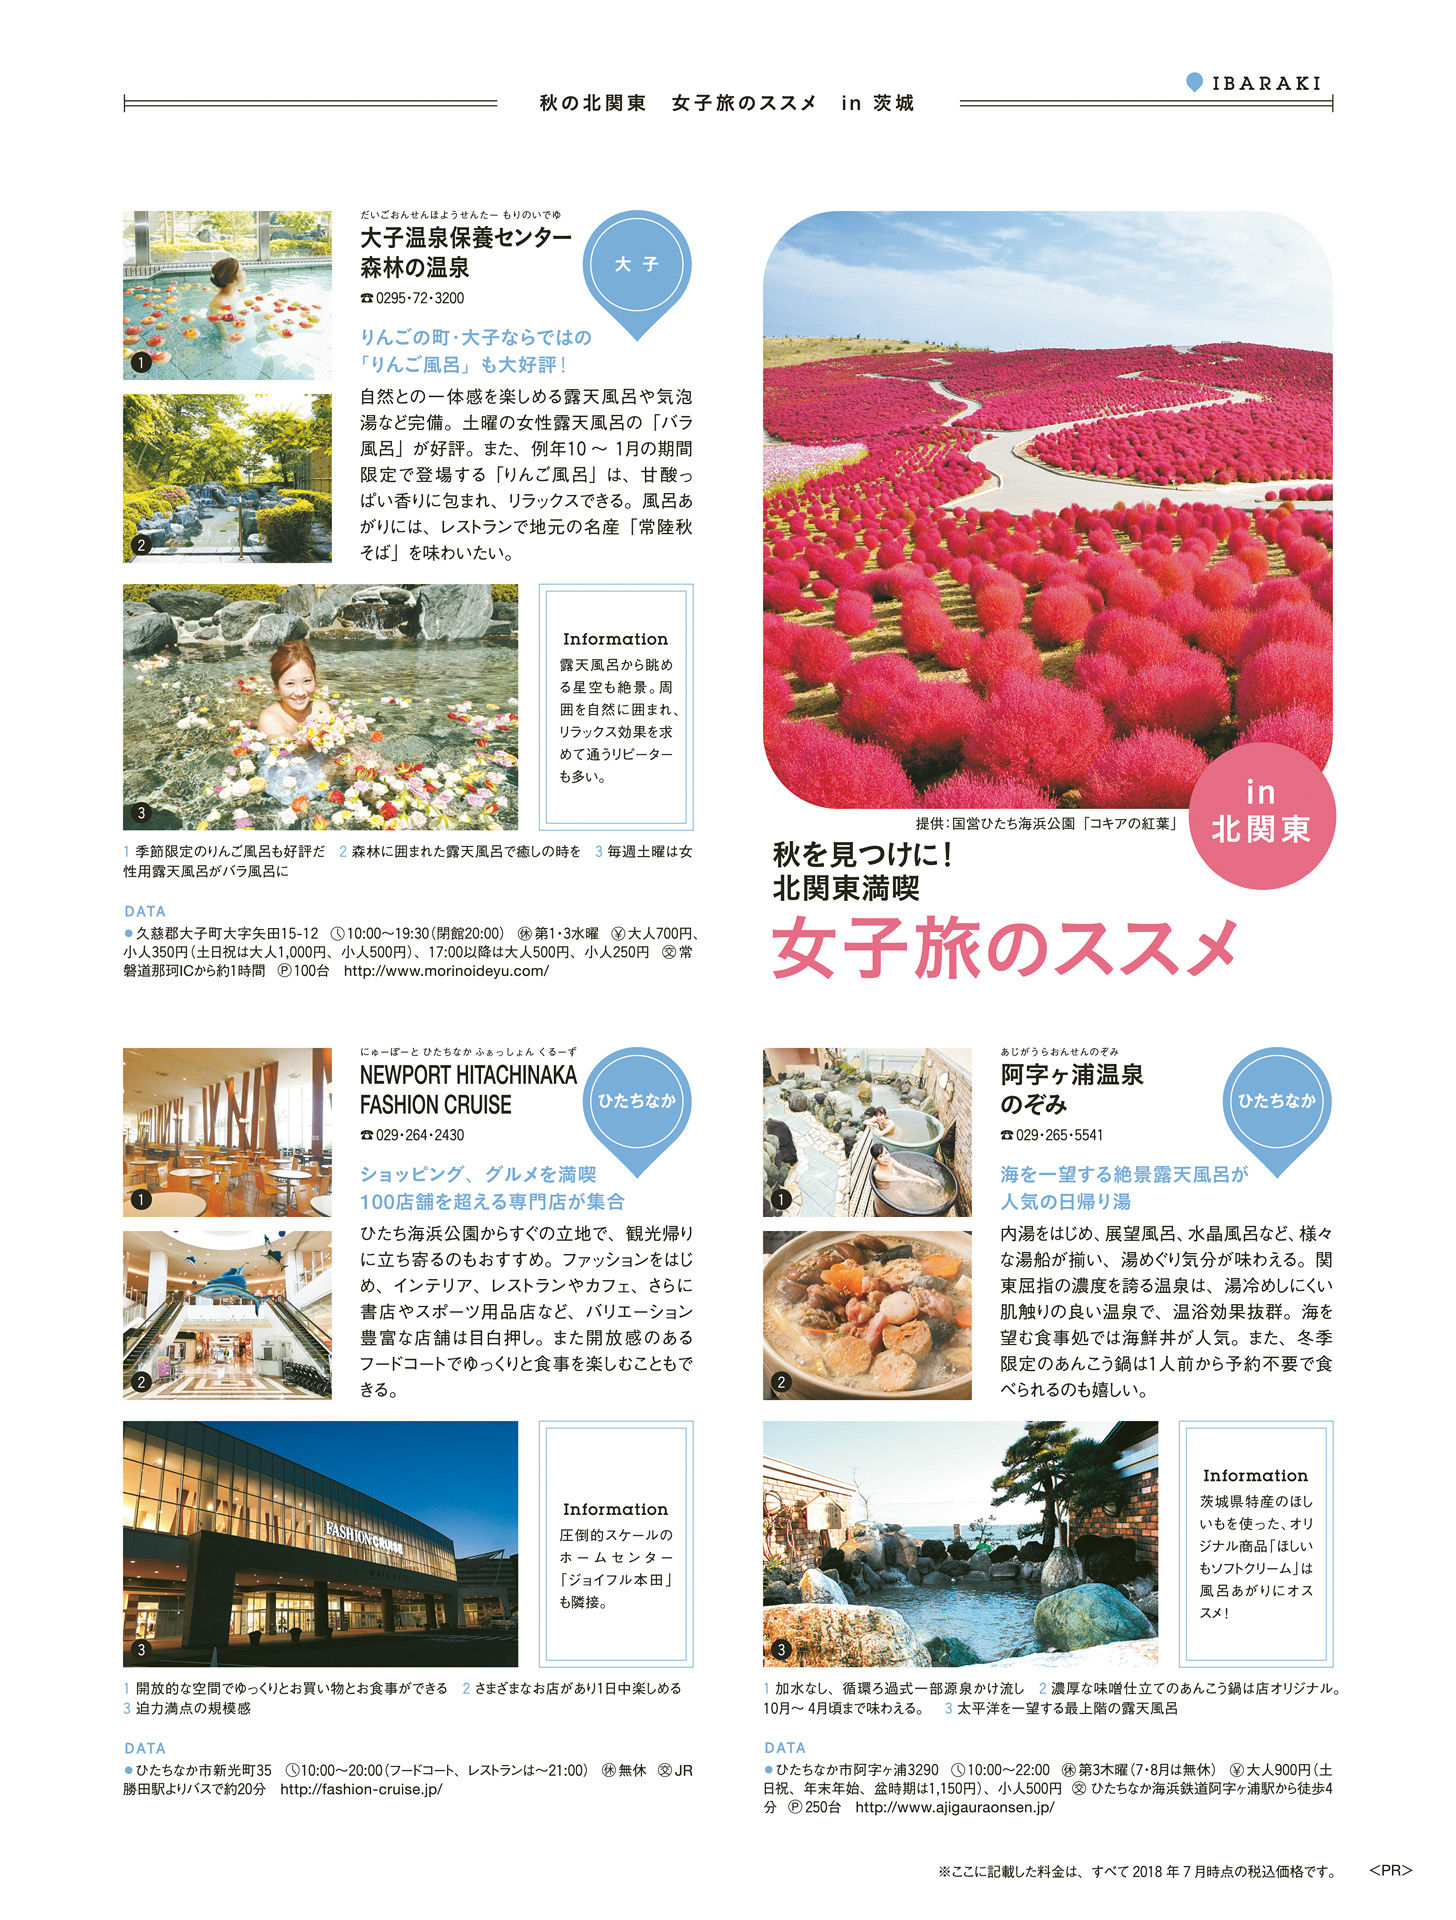 秋の北関東 女子旅のススメ in 茨城
IBARAKI
だいごおんせんほようせんたー もりのいでゆ
大子温泉保養センター
森林の温泉
☎0295・72・3200
大 子
りんごの町・大子ならではの
「りんご風呂」も大好評！
自然との一体感を楽しめる露天風呂や気泡
湯など完備。土曜の女性露天風呂の「バラ
風呂」が好評。また、例年10 〜 1月の期間
限定で登場する「りんご風呂」は、甘酸っ
ぱい香りに包まれ、リラックスできる。風呂あ
がりには、レストランで地元の名産「常陸秋
そば」を味わいたい。
1
2
3
Information
露天風呂から眺め
る星空も絶景。周
囲を自然に囲まれ、
リラックス効果を求
めて通うリピーター
も多い。
1 季節限定のりんご風呂も好評だ 2 森林に囲まれた露天風呂で癒しの時を 3 毎週土曜は女
性用露天風呂がバラ風呂に
DATA
●久慈郡大子町大字矢田15-12 10:00〜19:30（閉館20:00） ㊡第1・3水曜 ¥大人700円、
小人350円（土日祝は大人1,000円、小人500円）、17:00以降は大人500円、小人250円 交常
磐道那珂ICから約1時間 Ⓟ100台 http://www.morinoideyu.com/
提供：国営ひたち海浜公園「コキアの紅葉」
in
北関東
秋を見つけに！
北関東満喫
女子旅のススメ
にゅーぽーと ひたちなか ふぁっしょん くるーず
NEWPORT HITACHINAKA
FASHION CRUISE
☎029・264・2430
ひたちなか
ショッピング、グルメを満喫
100店舗を超える専門店が集合
ひたち海浜公園からすぐの立地で、観光帰り
に立ち寄るのもおすすめ。ファッションをはじ
め、インテリア、レストランやカフェ、さらに
書店やスポーツ用品店など、バリエーション
豊富な店舗は目白押し。また開放感のある
フードコートでゆっくりと食事を楽しむこともで
きる。
1
2
FASHION CRUISE
3
Information
圧倒的スケールの
ホームセンター
「ジョイフル本田」
も隣接。
1 開放的な空間でゆっくりとお買い物とお食事ができる 2 さまざまなお店があり1日中楽しめる
3 迫力満点の規模感
DATA
●ひたちなか市新光町35 10:00〜20:00（フードコート、レストランは〜21:00） ㊡無休 交JR
勝田駅よりバスで約20分 http://fashion-cruise.jp/
あじがうらおんせんのぞみ
阿字ヶ浦温泉
のぞみ
☎029・265・5541
ひたちなか
海を一望する絶景露天風呂が
人気の日帰り湯
内湯をはじめ、展望風呂、水晶風呂など、様々
な湯船が揃い、湯めぐり気分が味わえる。関
東屈指の濃度を誇る温泉は、湯冷めしにくい
肌触りの良い温泉で、温浴効果抜群。海を
望む食事処では海鮮丼が人気。また、冬季
限定のあんこう鍋は1人前から予約不要で食
べられるのも嬉しい。
1
2
3
Information
茨城県特産のほし
いもを使った、オリ
ジナル商品「ほしい
もソフトクリーム」は
風呂あがりにオス
スメ！
1 加水なし、循環ろ過式一部源泉かけ流し 2 濃厚な味噌仕立てのあんこう鍋は店オリジナル。
10月〜4月頃まで味わえる。 3 太平洋を一望する最上階の露天風呂
DATA
●ひたちなか市阿字ヶ浦3290 10:00〜22:00 ㊡第3木曜（7・8月は無休） ¥大人900円（土
日祝、年末年始、盆時期は1,150円）、小人500円 交ひたちなか海浜鉄道阿字ヶ浦駅から徒歩4
分 Ⓟ250台 http://www.ajigauraonsen.jp/
※ここに記載した料金は、すべて2018年7月時点の税込価格です。 <PR>